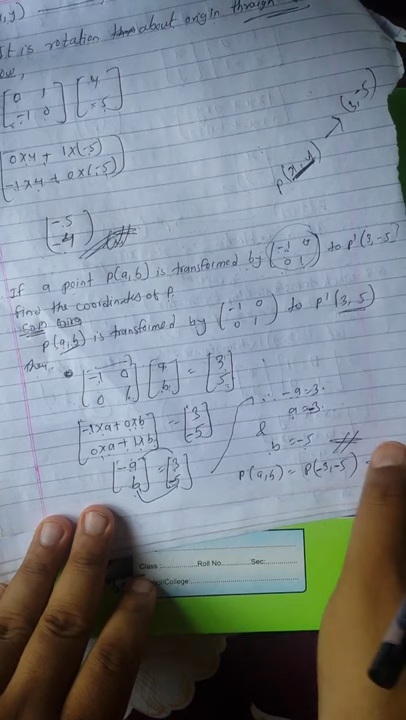 ,y)
It is rotation about origin through
ow,
[0 1
-1 0] [4
-5]
[0x4 + 1x(-5)
-1x4 + 0x(-5)]
[-5
-4]
P(x,y) → (3,-5)
If a point P(a,b) is transformed by (-1 0
0 1) to P'(3,-5)
find the coordinates of P.
Soln
P(a,b) is transformed by (-1 0
0 1) to P'(3,-5)
then,
[-1 0
0 1] [a
b] = [3
-5]
[-1xa+0xb
0xa+1xb] = [3
-5]
[-a
b] = [3
-5]
∴ -a=3
a=-3
&
b=-5
P(a,b) = P(-3,-5)
Class :.................Roll No..............Sec:..............
ol/College: